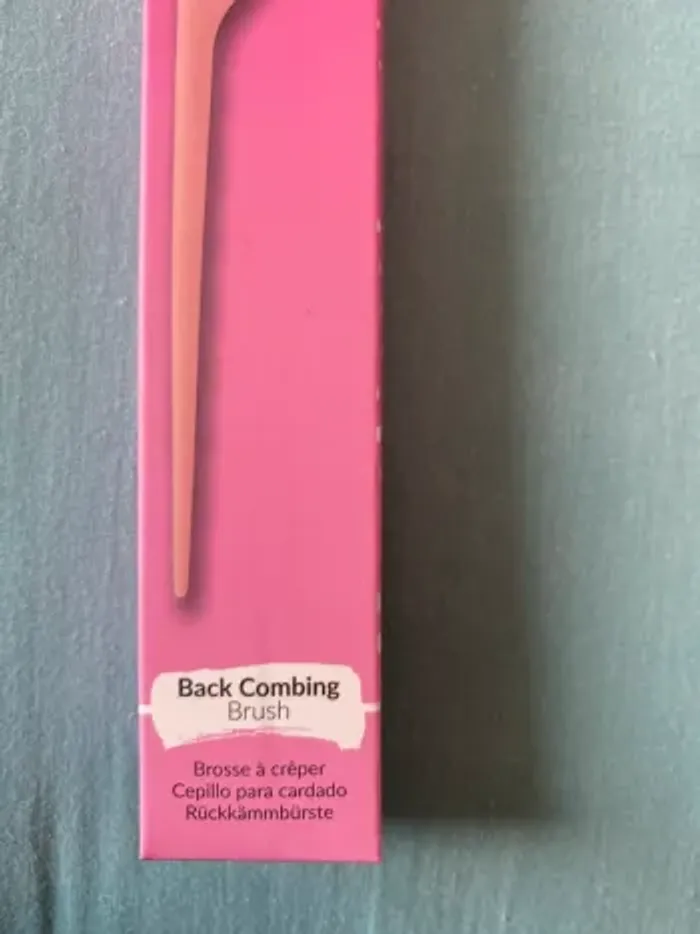 Back Combing
Brush
Brosse à crêper
Cepillo para cardado
Rückkämmbürste